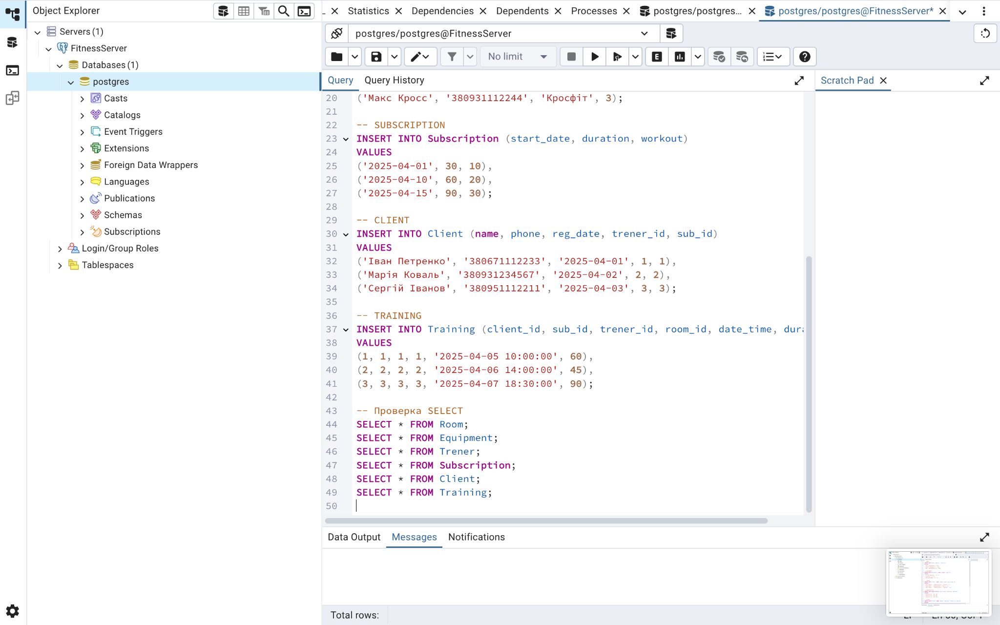 Object Explorer
Statistics
Dependencies
Dependents
Processes
postgres/postgres...
postgres/postgres@FitnessServer*
Servers (1)
FitnessServer
Databases (1)
postgres
Casts
Catalogs
Event Triggers
Extensions
Foreign Data Wrappers
Languages
Publications
Schemas
Subscriptions
Login/Group Roles
Tablespaces
postgres/postgres@FitnessServer
No limit
E
Query
Query History
Scratch Pad
20 ('Макс Кросс', '380931112244', 'Кросфіт', 3);
21
22 -- SUBSCRIPTION
23 INSERT INTO Subscription (start_date, duration, workout)
24 VALUES
25 ('2025-04-01', 30, 10),
26 ('2025-04-10', 60, 20),
27 ('2025-04-15', 90, 30);
28
29 -- CLIENT
30 INSERT INTO Client (name, phone, reg_date, trener_id, sub_id)
31 VALUES
32 ('Іван Петренко', '380671112233', '2025-04-01', 1, 1),
33 ('Марія Коваль', '380931234567', '2025-04-02', 2, 2),
34 ('Сергій Іванов', '380951112211', '2025-04-03', 3, 3);
35
36 -- TRAINING
37 INSERT INTO Training (client_id, sub_id, trener_id, room_id, date_time, dura
38 VALUES
39 (1, 1, 1, 1, '2025-04-05 10:00:00', 60),
40 (2, 2, 2, 2, '2025-04-06 14:00:00', 45),
41 (3, 3, 3, 3, '2025-04-07 18:30:00', 90);
42
43 -- Проверка SELECT
44 SELECT * FROM Room;
45 SELECT * FROM Equipment;
46 SELECT * FROM Trener;
47 SELECT * FROM Subscription;
48 SELECT * FROM Client;
49 SELECT * FROM Training;
50
Data Output
Messages
Notifications
Total rows: